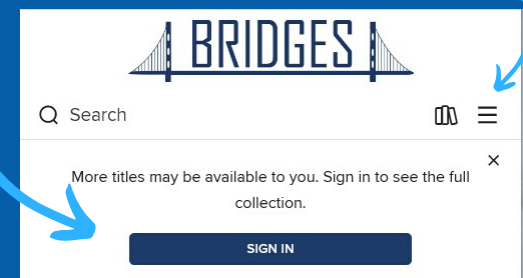 BRIDGES
Search
More titles may be available to you. Sign in to see the full
collection.
SIGN IN